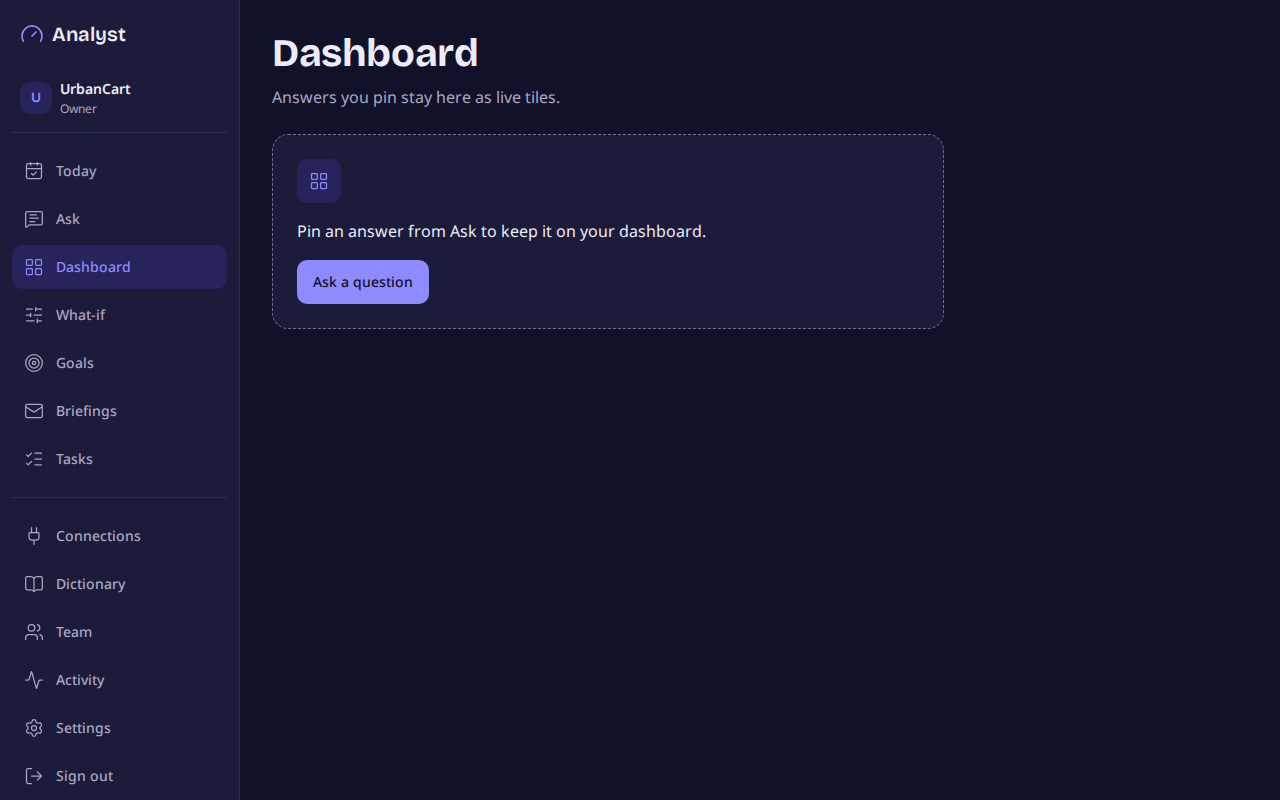 Analyst
U
UrbanCart
Owner
Today
Ask
Dashboard
What-if
Goals
Briefings
Tasks
Connections
Dictionary
Team
Activity
Settings
Sign out
Dashboard
Answers you pin stay here as live tiles.
Pin an answer from Ask to keep it on your dashboard.
Ask a question